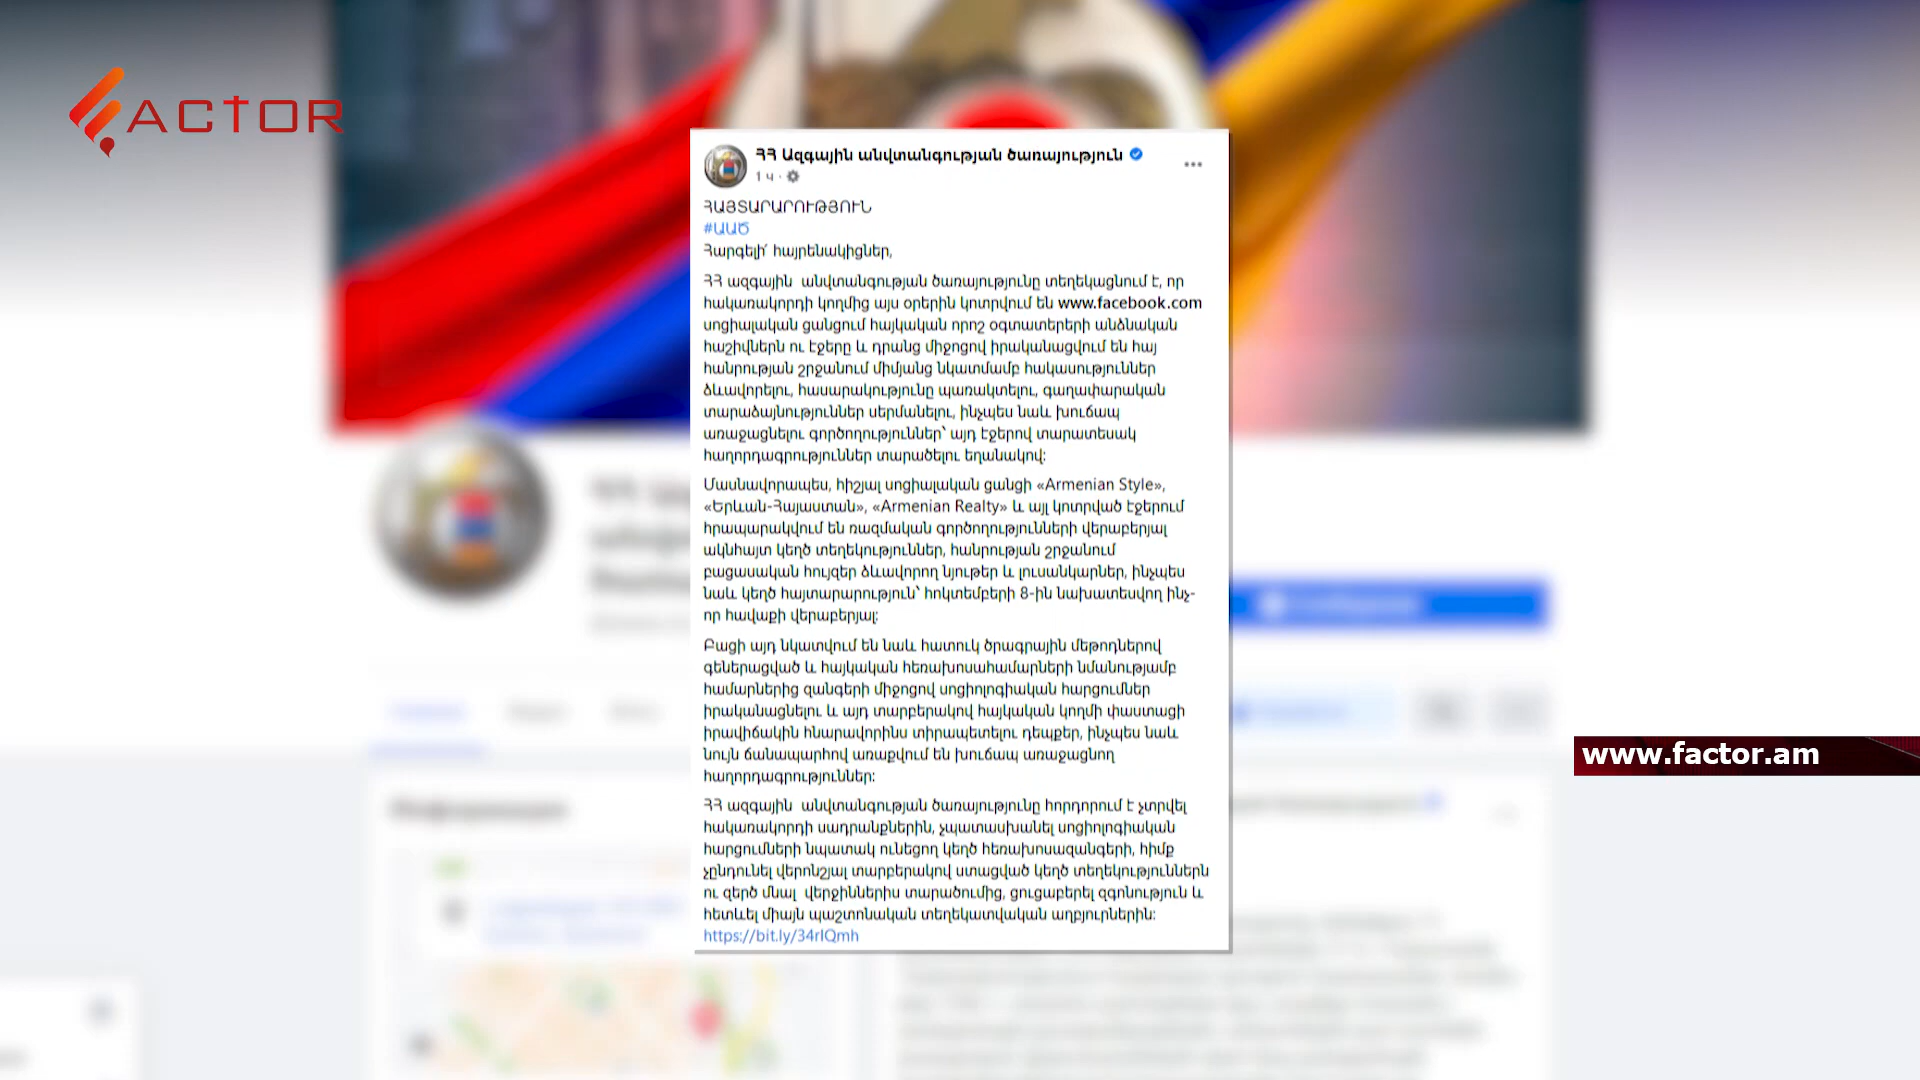 FACTOR
ՀՀ Ազգային անվտանգության ծառայություն
1 ч ·
ՀԱՅՏԱՐԱՐՈՒԹՅՈՒՆ
#ԱԱԾ
Հարգելի՛ հայրենակիցներ,
ՀՀ ազգային անվտանգության ծառայությունը տեղեկացնում է, որ
հակառակորդի կողմից այս օրերին կոտրվում են www.facebook.com
սոցիալական ցանցում հայկական որոշ օգտատերերի անձնական
հաշիվներն ու էջերը և դրանց միջոցով իրականացվում են հայ
հանրության շրջանում միմյանց նկատմամբ հակասություններ
ձևավորելու, հասարակությունը պառակտելու, գաղափարական
տարաձայնություններ սերմանելու, ինչպես նաև խուճապ
առաջացնելու գործողություններ՝ այդ էջերով տարատեսակ
հաղորդագրություններ տարածելու եղանակով:
Մասնավորապես, հիշյալ սոցիալական ցանցի «Armenian Style»,
«Երևան-Հայաստան», «Armenian Realty» և այլ կոտրված էջերում
հրապարակվում են ռազմական գործողությունների վերաբերյալ
ակնհայտ կեղծ տեղեկություններ, հանրության շրջանում
բացասական հույզեր ձևավորող նյութեր և լուսանկարներ, ինչպես
նաև կեղծ հայտարարություն՝ հոկտեմբերի 8-ին նախատեսվող ինչ-
որ հավաքի վերաբերյալ:
Բացի այդ նկատվում են նաև հատուկ ծրագրային մեթոդներով
գեներացված և հայկական հեռախոսահամարների նմանությամբ
համարներից զանգերի միջոցով սոցիոլոգիական հարցումներ
իրականացնելու և այդ տարբերակով հայկական կողմի փաստացի
իրավիճակին հնարավորինս տիրապետելու դեպքեր, ինչպես նաև
նույն ճանապարհով առաքվում են խուճապ առաջացնող
հաղորդագրություններ:
ՀՀ ազգային անվտանգության ծառայությունը հորդորում է չտրվել
հակառակորդի սադրանքներին, չպատասխանել սոցիոլոգիական
հարցումների նպատակ ունեցող կեղծ հեռախոսազանգերի, հիմք
չընդունել վերոնշյալ տարբերակով ստացված կեղծ տեղեկություններն
ու զերծ մնալ վերջիններիս տարածումից, ցուցաբերել զգոնություն և
հետևել միայն պաշտոնական տեղեկատվական աղբյուրներին:
https://bit.ly/34rlQmh
www.factor.am